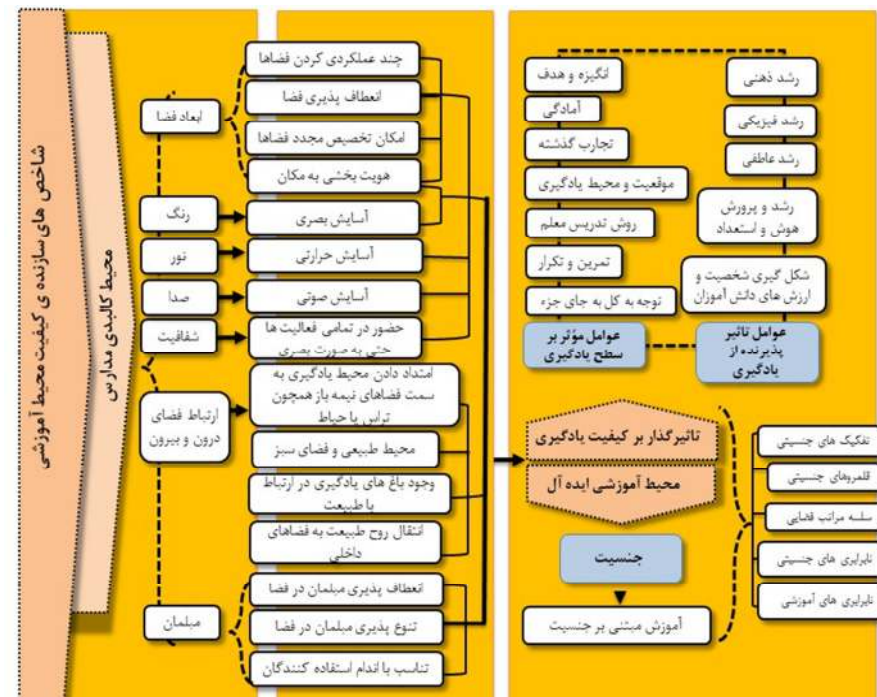 شاخص های سازنده ی کیفیت محیط آموزشی
محیط کالبدی مدارس
ابعاد فضا
رنگ
نور
صدا
شفافیت
ارتباط فضای
درون و بیرون
مبلمان
چند عملکردی کردن فضاها
انعطاف پذیری فضا
امکان تخصیص مجدد فضاها
هویت بخشی به مکان
آسایش بصری
آسایش حرارتی
آسایش صوتی
حضور در تمامی فعالیت ها
حتی به صورت بصری
امتداد دادن محیط یادگیری به
سمت فضاهای نیمه باز همچون
تراس یا حیاط
محیط طبیعی و فضای سبز
وجود باغ های یادگیری در ارتباط
با طبیعت
انتقال روح طبیعت به فضاهای
داخلی
انعطاف پذیری مبلمان در فضا
تنوع پذیری مبلمان در فضا
تناسب با اندام استفاده کنندگان
انگیزه و هدف
آمادگی
تجارب گذشته
موقعیت و محیط یادگیری
روش تدریس معلم
تمرین و تکرار
توجه به کل به جای جزء
عوامل مؤثر بر
سطح یادگیری
رشد ذهنی
رشد فیزیکی
رشد عاطفی
رشد و پرورش
هوش و استعداد
شکل گیری شخصیت و
ارزش های دانش آموزان
عوامل تاثیر
پذیرنده از
یادگیری
تاثیرگذار بر کیفیت یادگیری
محیط آموزشی ایده آل
جنسیت
آموزش مبتنی بر جنسیت
تفکیک های جنسیتی
قلمروهای جنسیتی
سلسه مراتب فضایی
نابرابری های جنسیتی
نابرابری های آموزشی